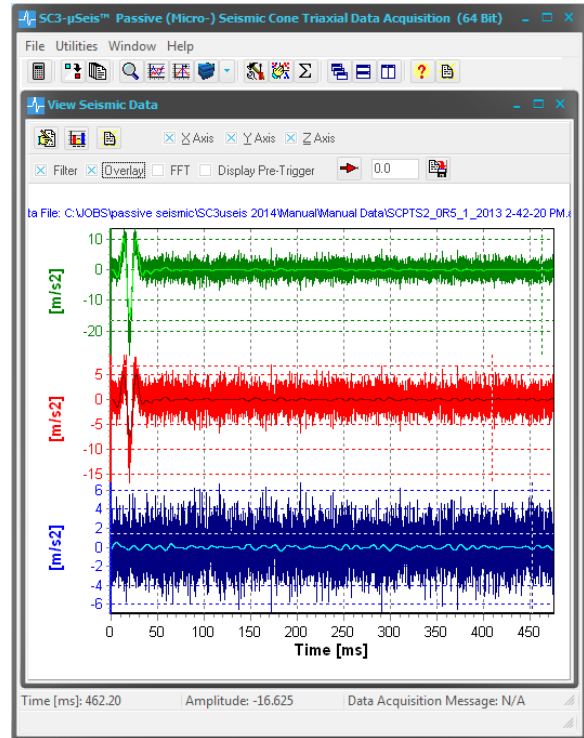 SC3-µSeis™ Passive (Micro-) Seismic Cone Triaxial Data Acquisition (64 Bit)
File Utilities Window Help
View Seismic Data
X Axis Y Axis Z Axis
Filter Overlay FFT Display Pre-Trigger 0.0
ta File: C:\JOBS\passive seismic\SC3useis 2014\Manual\Manual Data\SCPTS2_0R5_1_2013 2-42-20 PM.a
10
0
-10
-20
[m/s2]
5
0
-5
-10
-15
[m/s2]
6
4
2
0
-2
-4
-6
[m/s2]
0 50 100 150 200 250 300 350 400 450
Time [ms]
Time [ms]: 462.20 Amplitude: -16.625 Data Acquisition Message: N/A